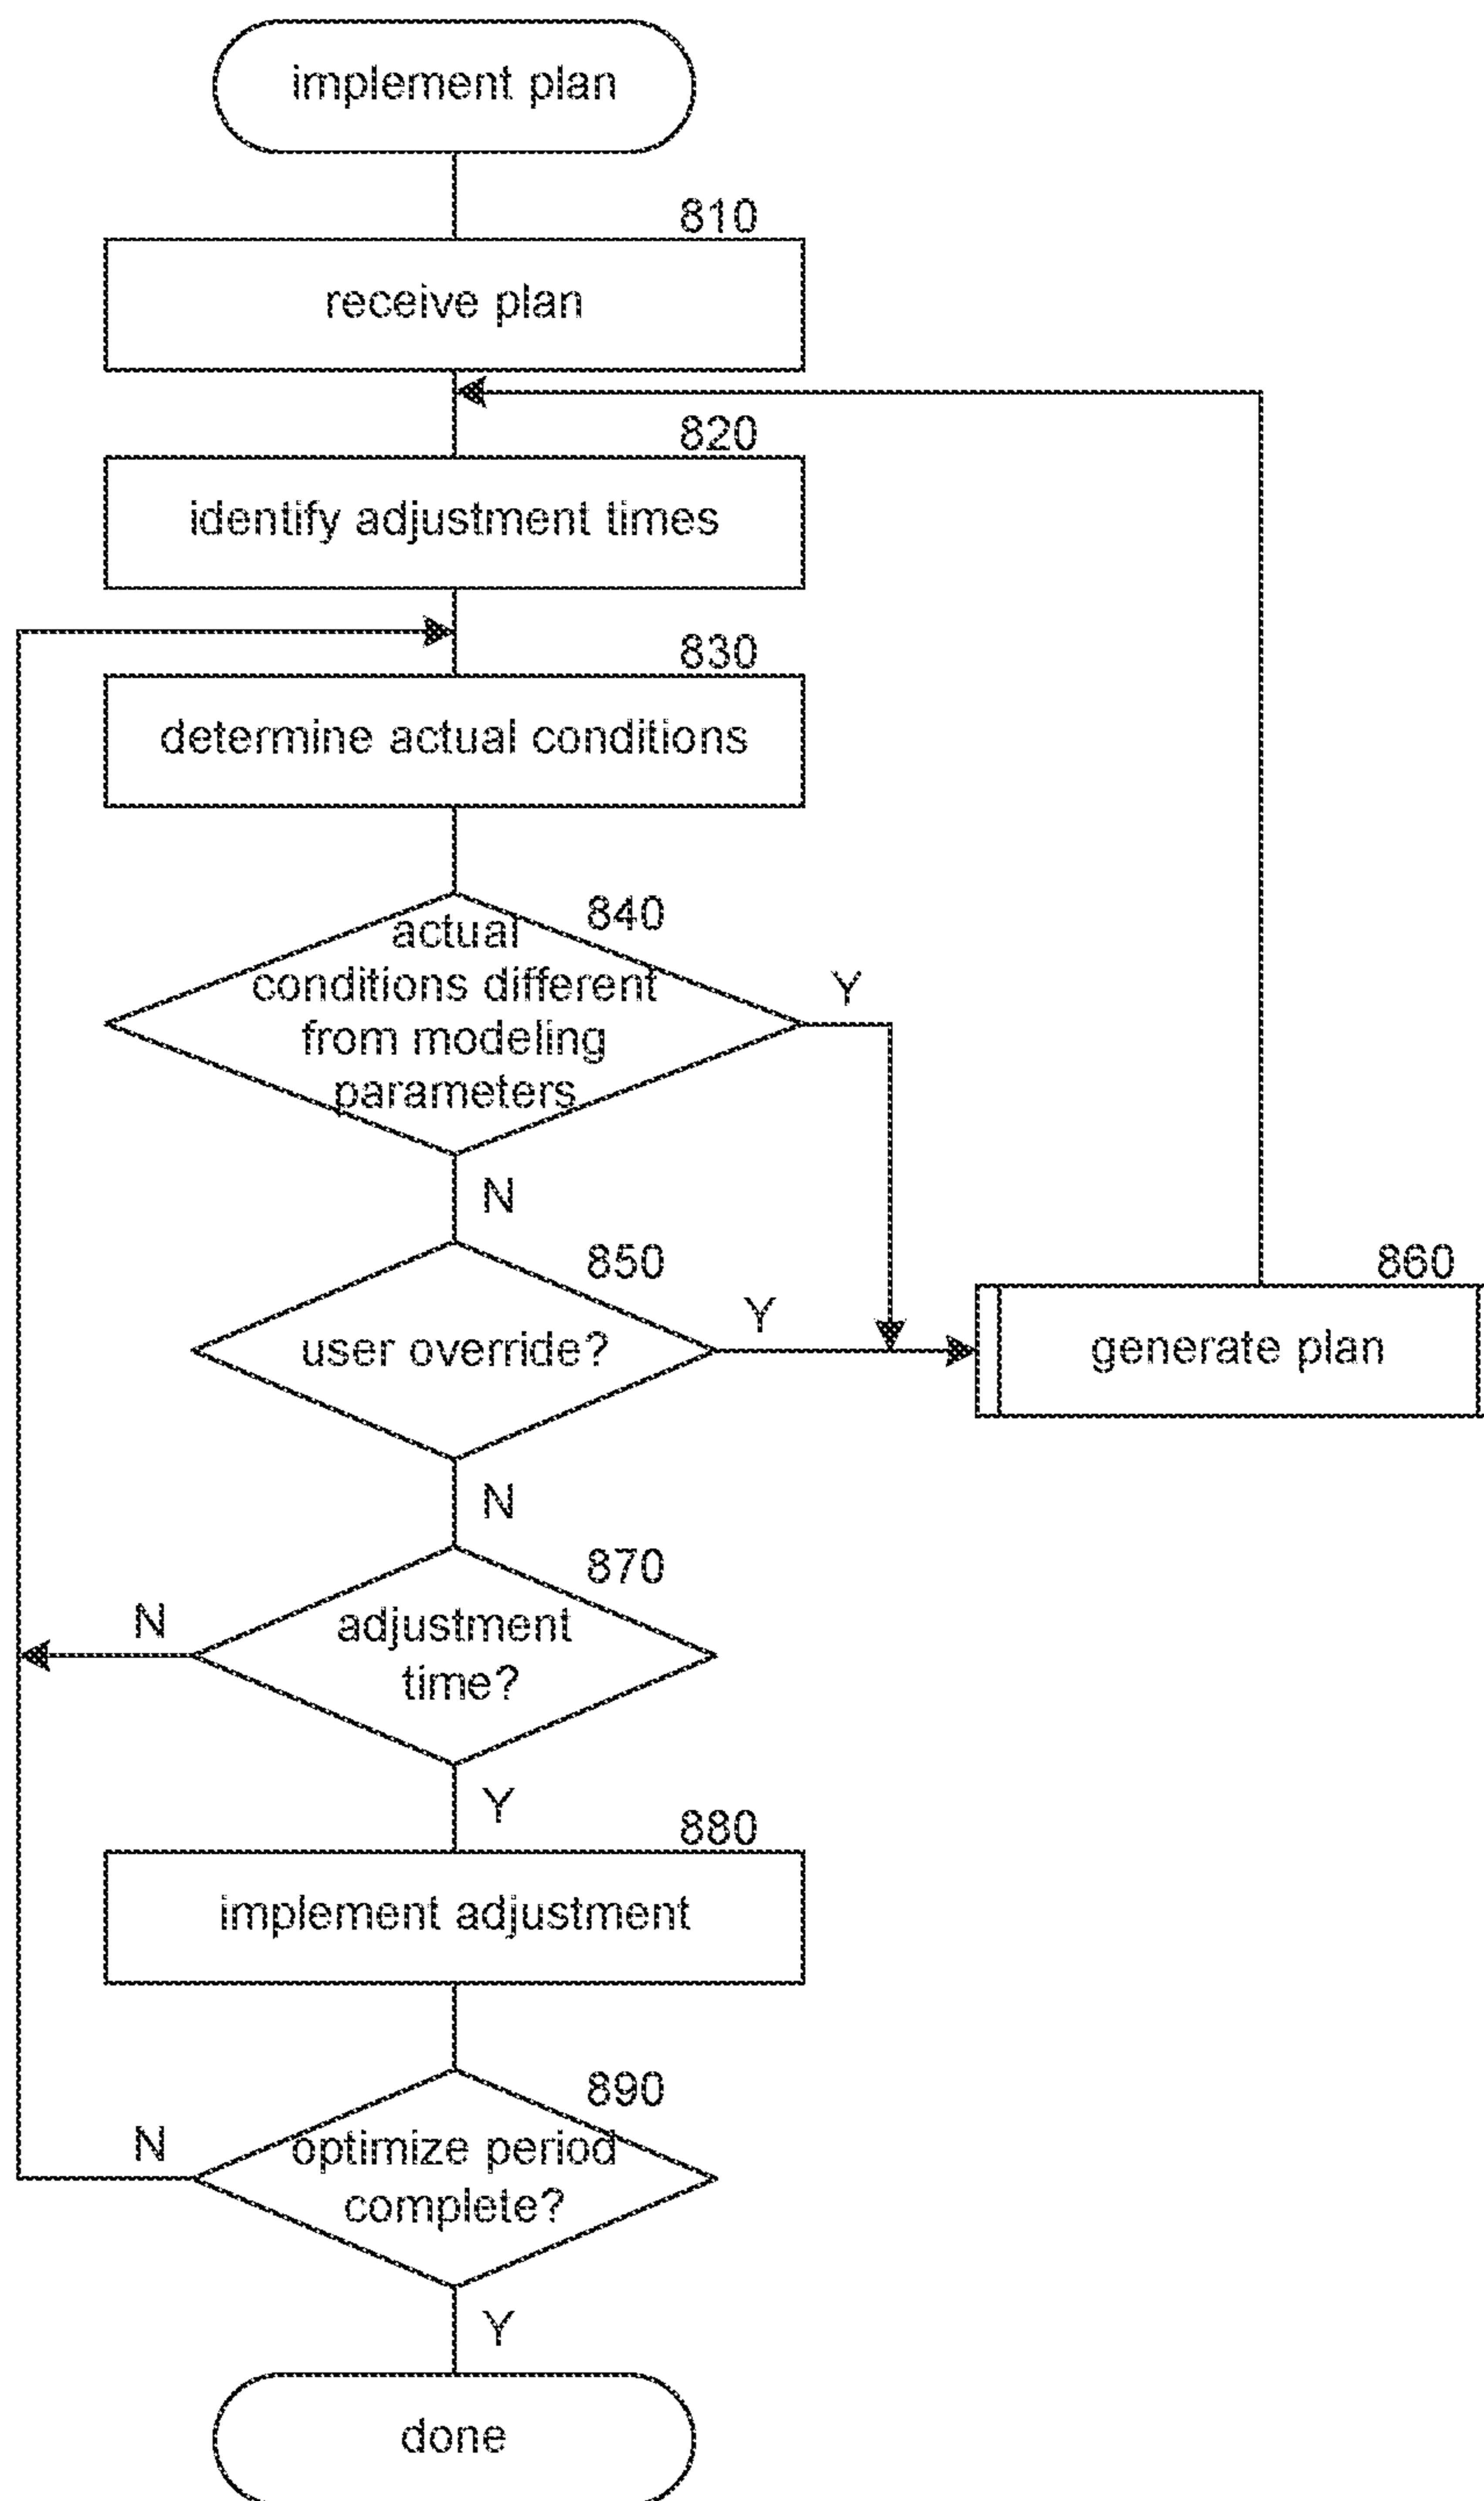 implement plan
810
receive plan
820
identify adjustment times
830
determine actual conditions
840
actual
conditions different
from modeling
parameters
Y
N
850
user override?
Y
860
generate plan
N
870
adjustment
time?
N
Y
880
implement adjustment
890
optimize period
complete?
N
Y
done